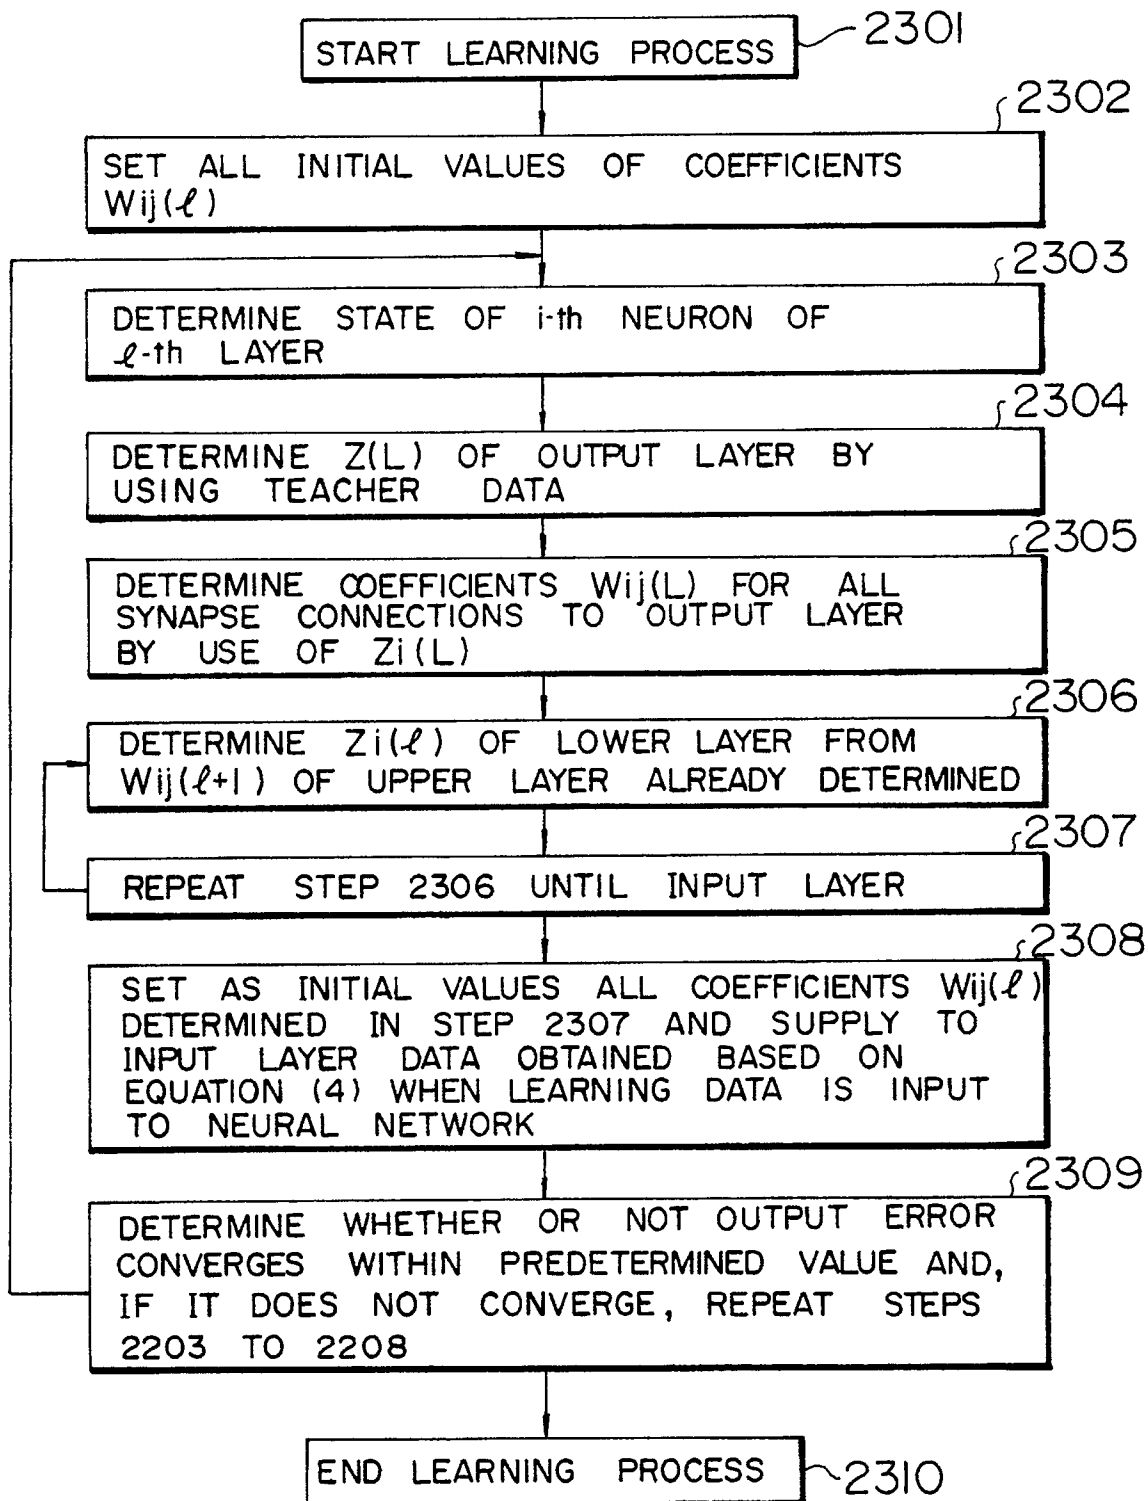 START LEARNING PROCESS
2301
2302
SET ALL INITIAL VALUES OF COEFFICIENTS
Wij(ℓ)
2303
DETERMINE STATE OF i-th NEURON OF
ℓ-th LAYER
2304
DETERMINE Z(L) OF OUTPUT LAYER BY
USING TEACHER DATA
2305
DETERMINE COEFFICIENTS Wij(L) FOR ALL
SYNAPSE CONNECTIONS TO OUTPUT LAYER
BY USE OF Zi(L)
2306
DETERMINE Zi(ℓ) OF LOWER LAYER FROM
Wij(ℓ+1) OF UPPER LAYER ALREADY DETERMINED
2307
REPEAT STEP 2306 UNTIL INPUT LAYER
2308
SET AS INITIAL VALUES ALL COEFFICIENTS Wij(ℓ)
DETERMINED IN STEP 2307 AND SUPPLY TO
INPUT LAYER DATA OBTAINED BASED ON
EQUATION (4) WHEN LEARNING DATA IS INPUT
TO NEURAL NETWORK
2309
DETERMINE WHETHER OR NOT OUTPUT ERROR
CONVERGES WITHIN PREDETERMINED VALUE AND,
IF IT DOES NOT CONVERGE, REPEAT STEPS
2203 TO 2208
END LEARNING PROCESS
2310